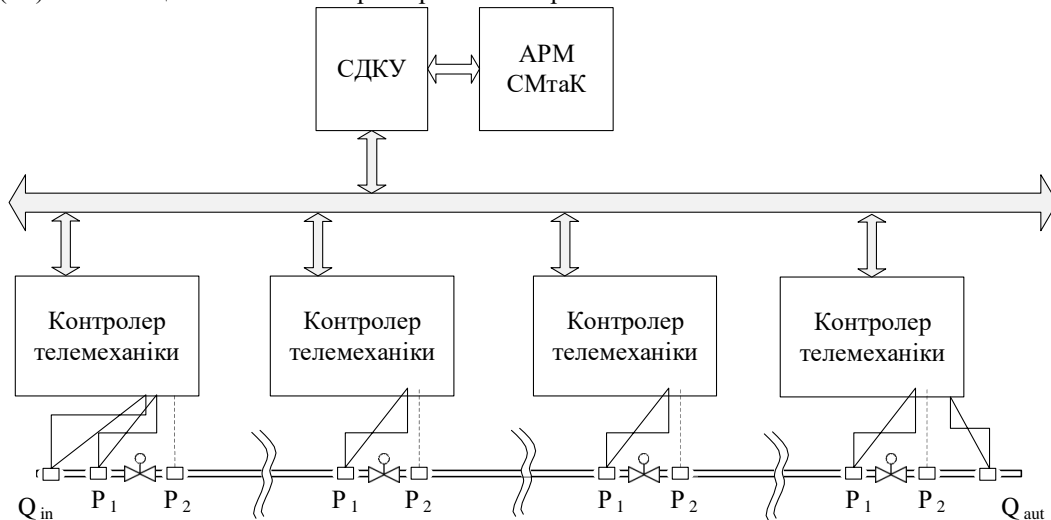 СДКУ
АРМ
СМтаК
Контролер
телемеханіки
Контролер
телемеханіки
Контролер
телемеханіки
Контролер
телемеханіки
Q in P 1 P 2 P 1 P 2 P 1 P 2 P 1 P 2 Q aut